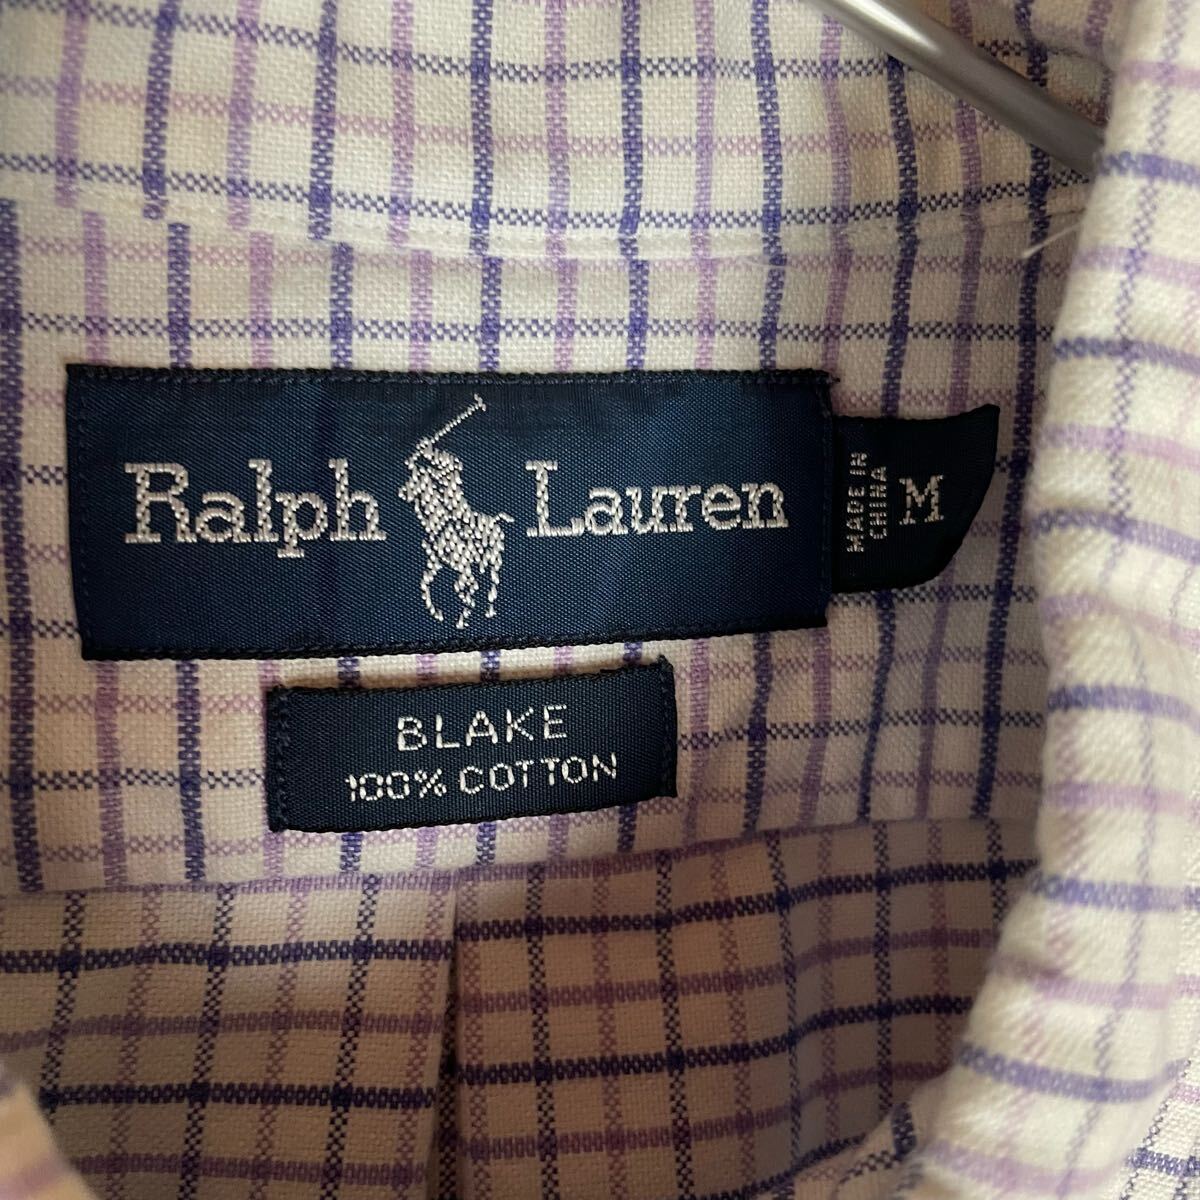 Ralph Lauren
MADE IN
CHINA
M
BLAKE
100% COTTON